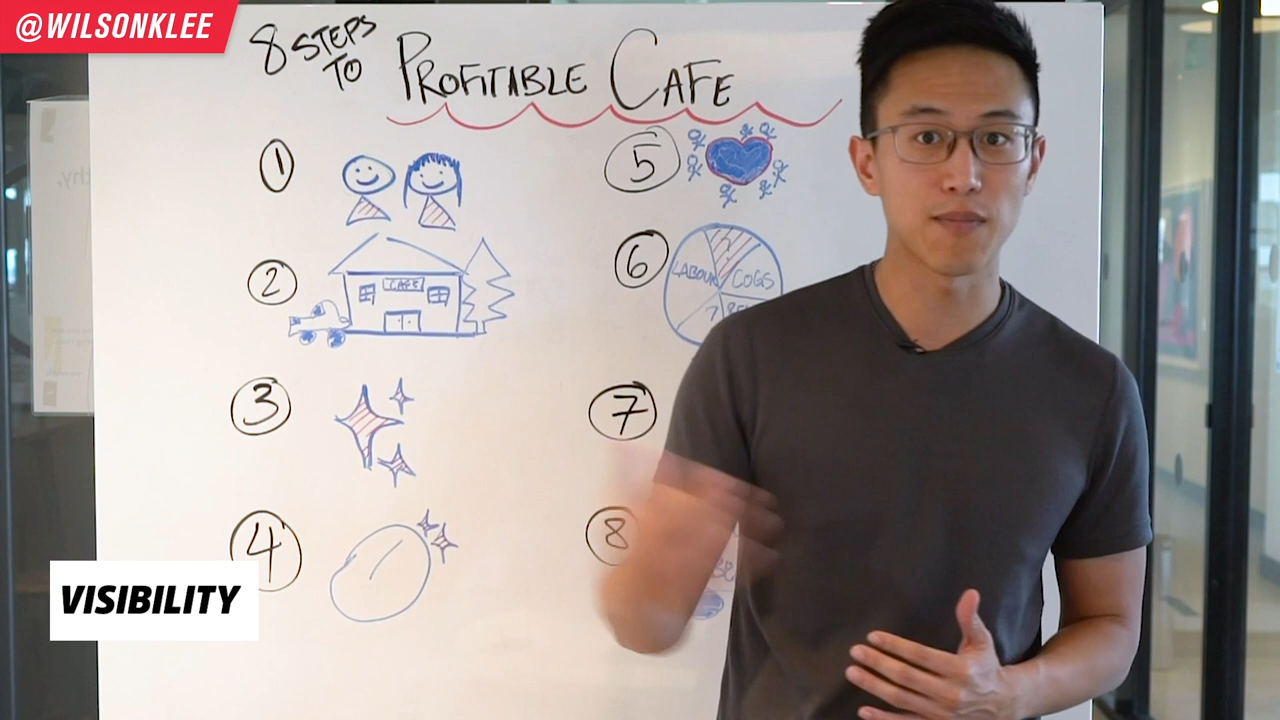 @WILSONKLEE
8 STEPS TO
PROFITABLE CAFE
1
2
CAFE
3
4
5
6
LABOUR
COGS
7
8
VISIBILITY